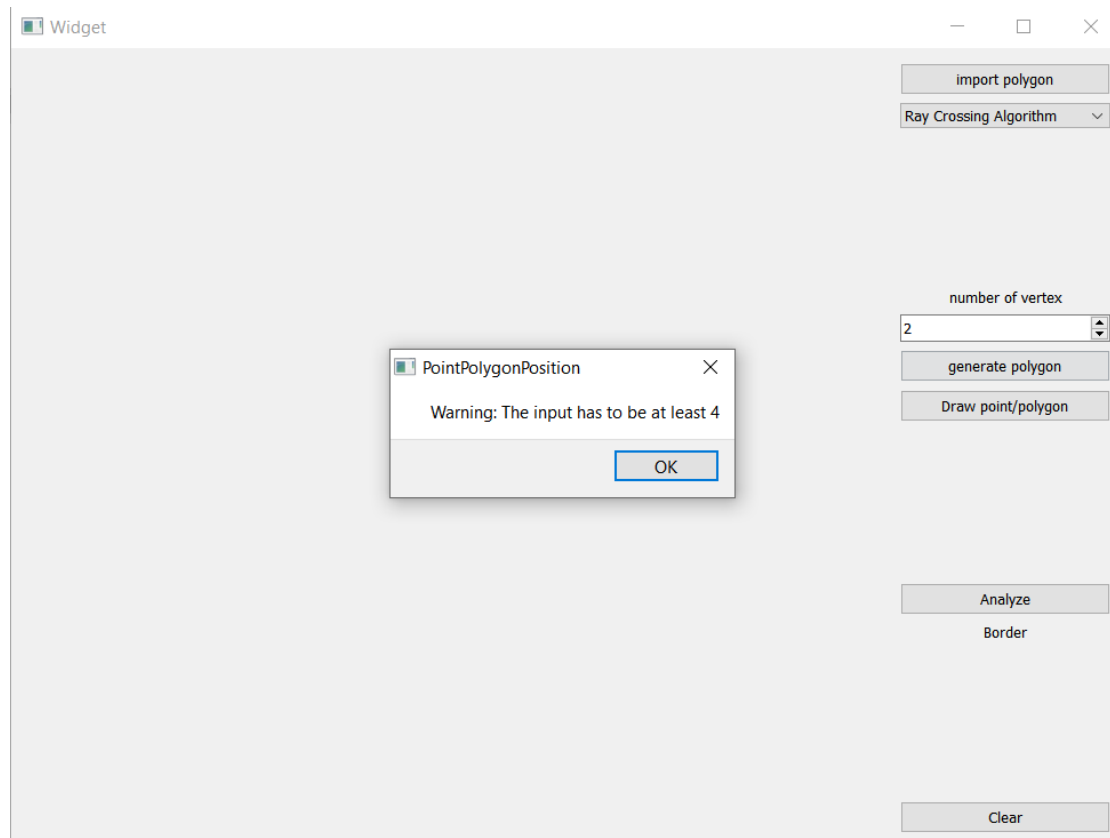 Widget
import polygon
Ray Crossing Algorithm
number of vertex
2
generate polygon
Draw point/polygon
PointPolygonPosition
Warning: The input has to be at least 4
OK
Analyze
Border
Clear